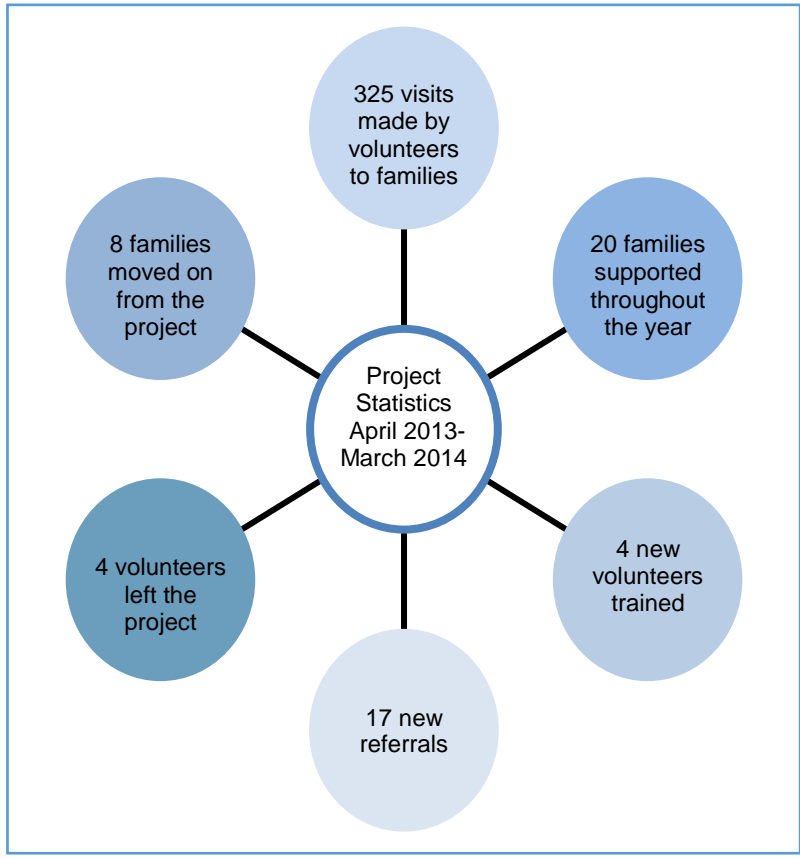 325 visits
made by
volunteers
to families
20 families
supported
throughout
the year
4 new
volunteers
trained
17 new
referrals
4 volunteers
left the
project
8 families
moved on
from the
project
Project
Statistics
April 2013-
March 2014